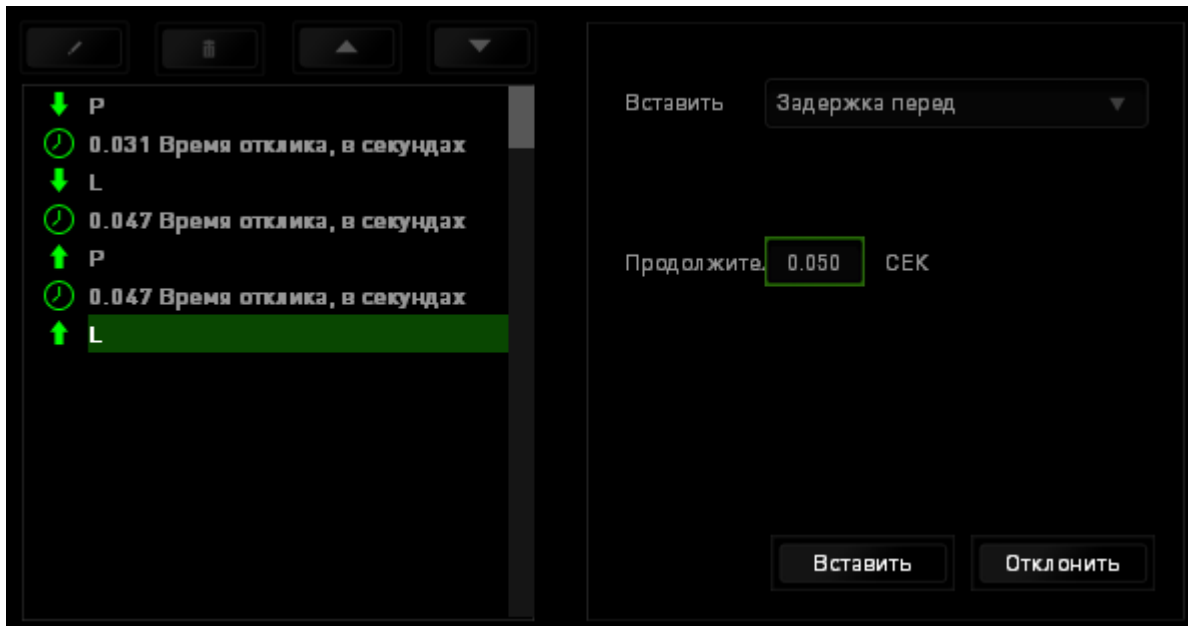 P
0.031 Время отклика, в секундах
L
0.047 Время отклика, в секундах
P
0.047 Время отклика, в секундах
L
Вставить Задержка перед
Продолжите. 0.050 СЕК
Вставить Отклонить